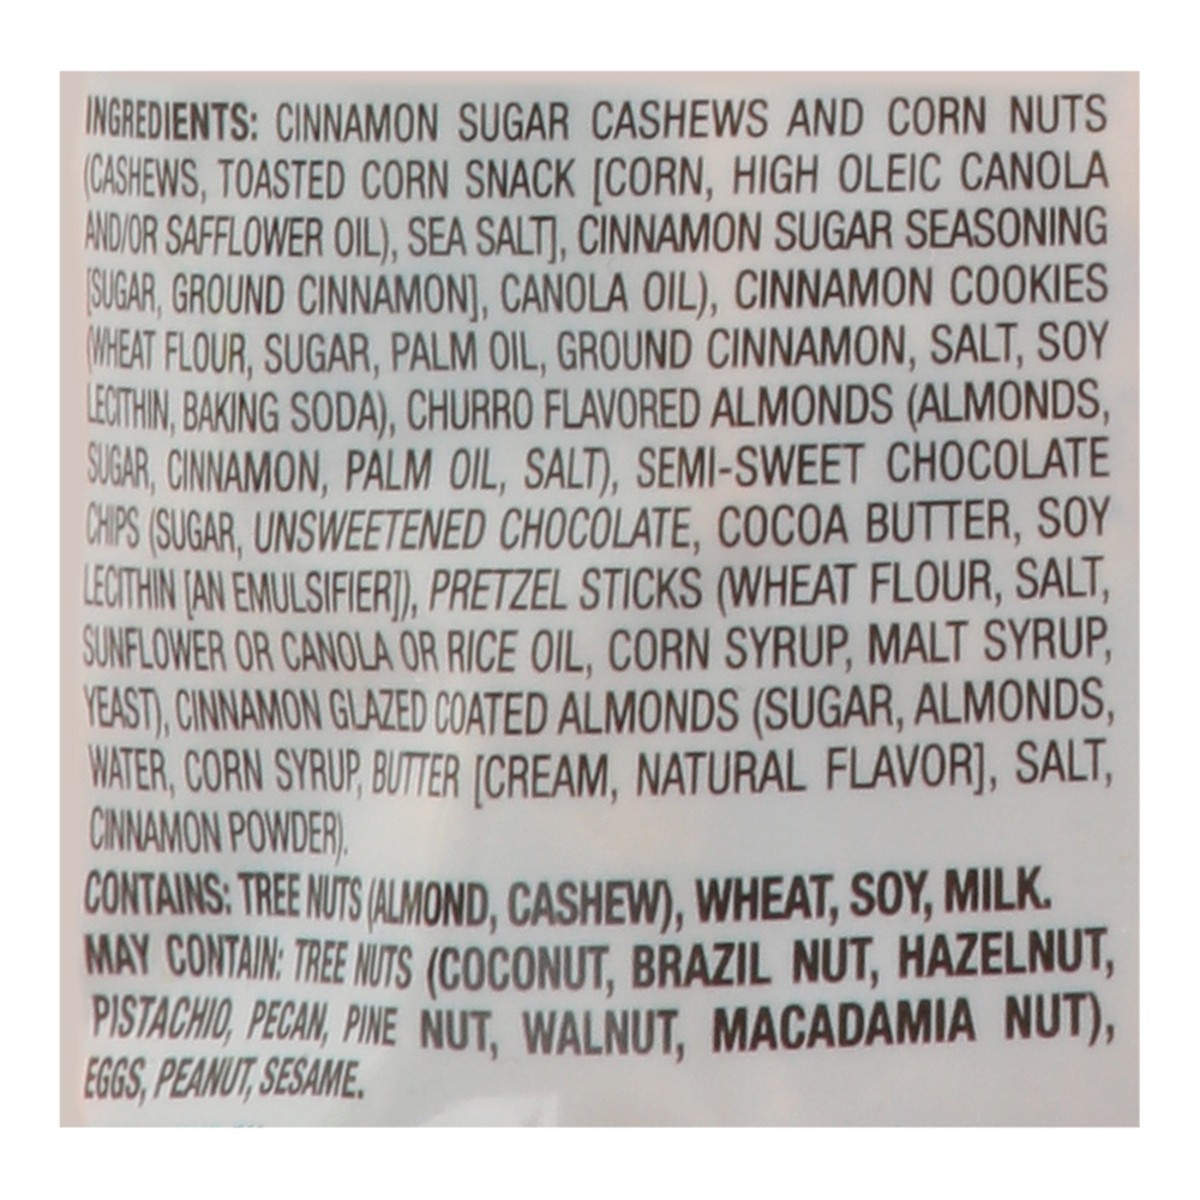 INGREDIENTS: CINNAMON SUGAR CASHEWS AND CORN NUTS
(CASHEWS, TOASTED CORN SNACK [CORN, HIGH OLEIC CANOLA
AND/OR SAFFLOWER OIL), SEA SALT], CINNAMON SUGAR SEASONING
[SUGAR, GROUND CINNAMON], CANOLA OIL), CINNAMON COOKIES
(WHEAT FLOUR, SUGAR, PALM OIL, GROUND CINNAMON, SALT, SOY
LECITHIN, BAKING SODA), CHURRO FLAVORED ALMONDS (ALMONDS,
SUGAR, CINNAMON, PALM OIL, SALT), SEMI-SWEET CHOCOLATE
CHIPS (SUGAR, UNSWEETENED CHOCOLATE, COCOA BUTTER, SOY
LECITHIN [AN EMULSIFIER]), PRETZEL STICKS (WHEAT FLOUR, SALT,
SUNFLOWER OR CANOLA OR RICE OIL, CORN SYRUP, MALT SYRUP,
YEAST), CINNAMON GLAZED COATED ALMONDS (SUGAR, ALMONDS,
WATER, CORN SYRUP, BUTTER [CREAM, NATURAL FLAVOR], SALT,
CINNAMON POWDER).
CONTAINS: TREE NUTS (ALMOND, CASHEW), WHEAT, SOY, MILK.
MAY CONTAIN: TREE NUTS (COCONUT, BRAZIL NUT, HAZELNUT,
PISTACHIO, PECAN, PINE NUT, WALNUT, MACADAMIA NUT),
EGGS, PEANUT, SESAME.